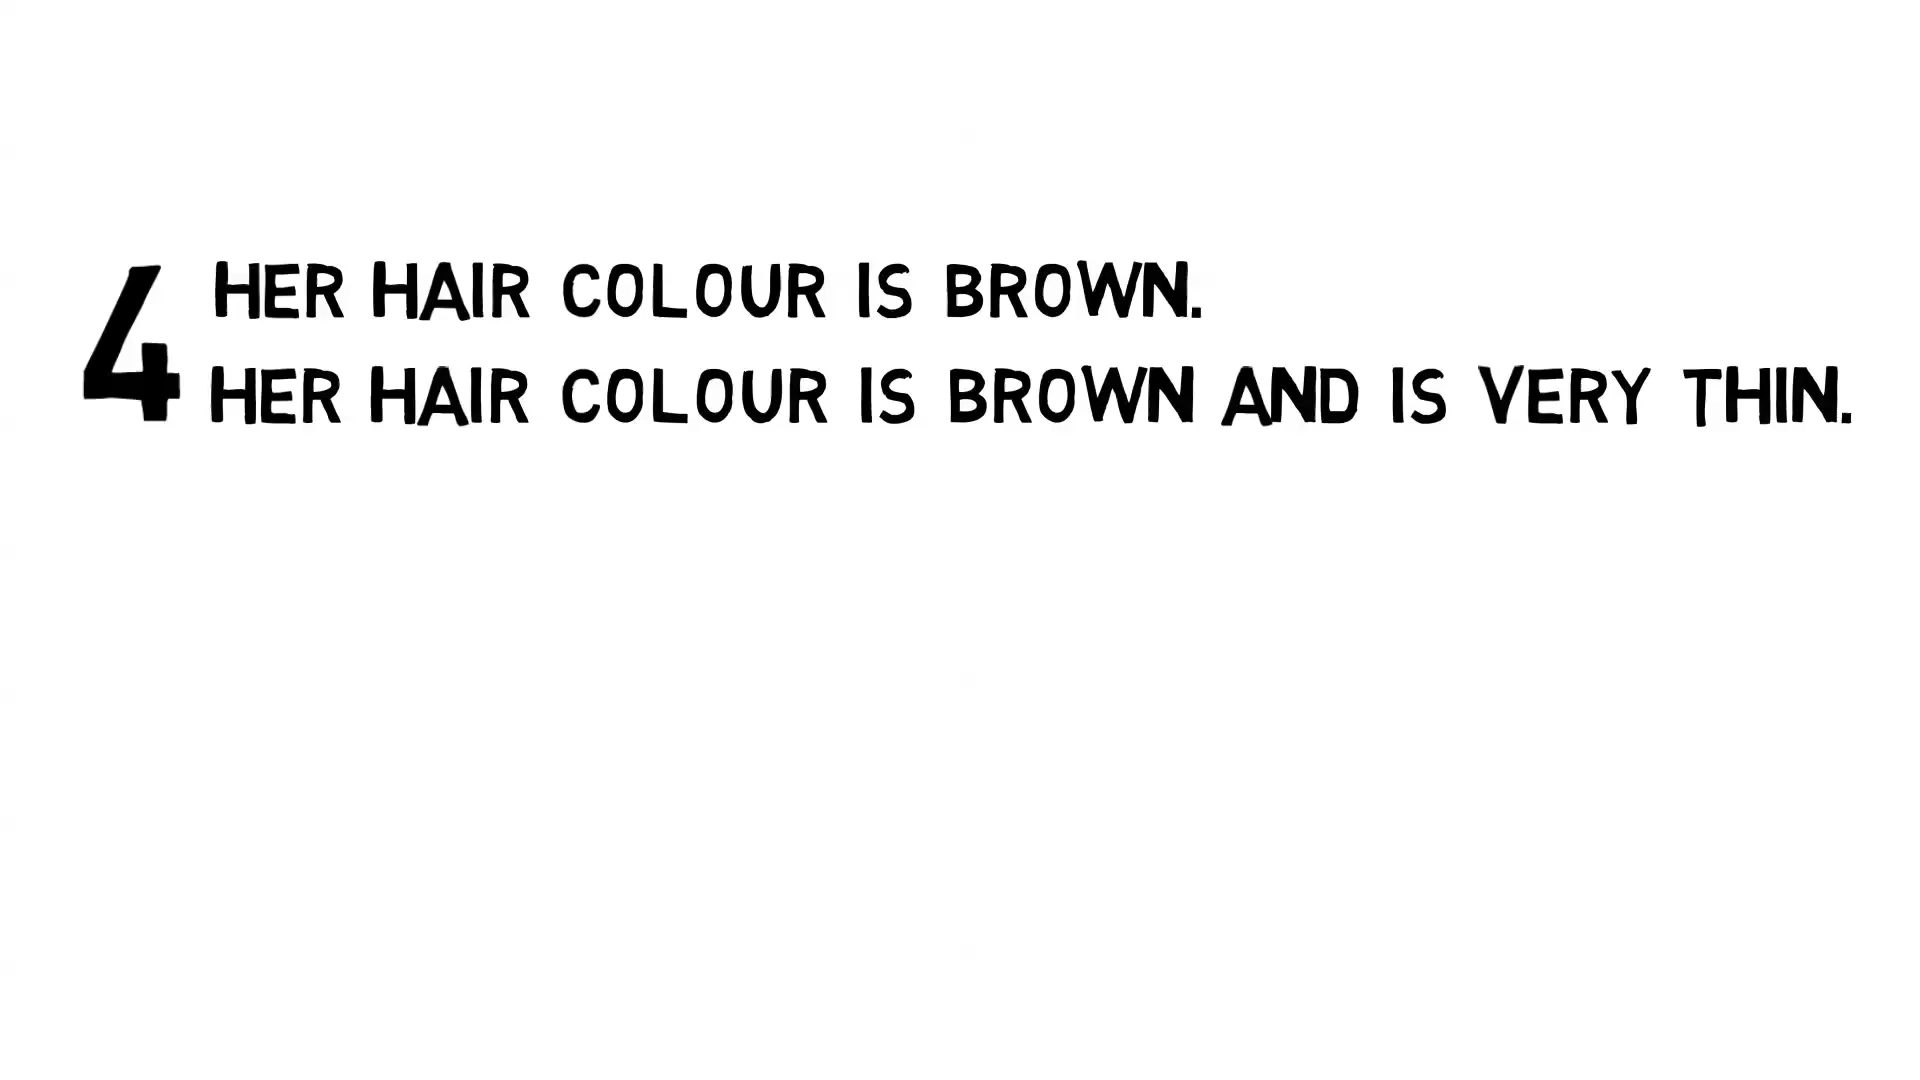 4 HER HAIR COLOUR IS BROWN.
HER HAIR COLOUR IS BROWN AND IS VERY THIN.